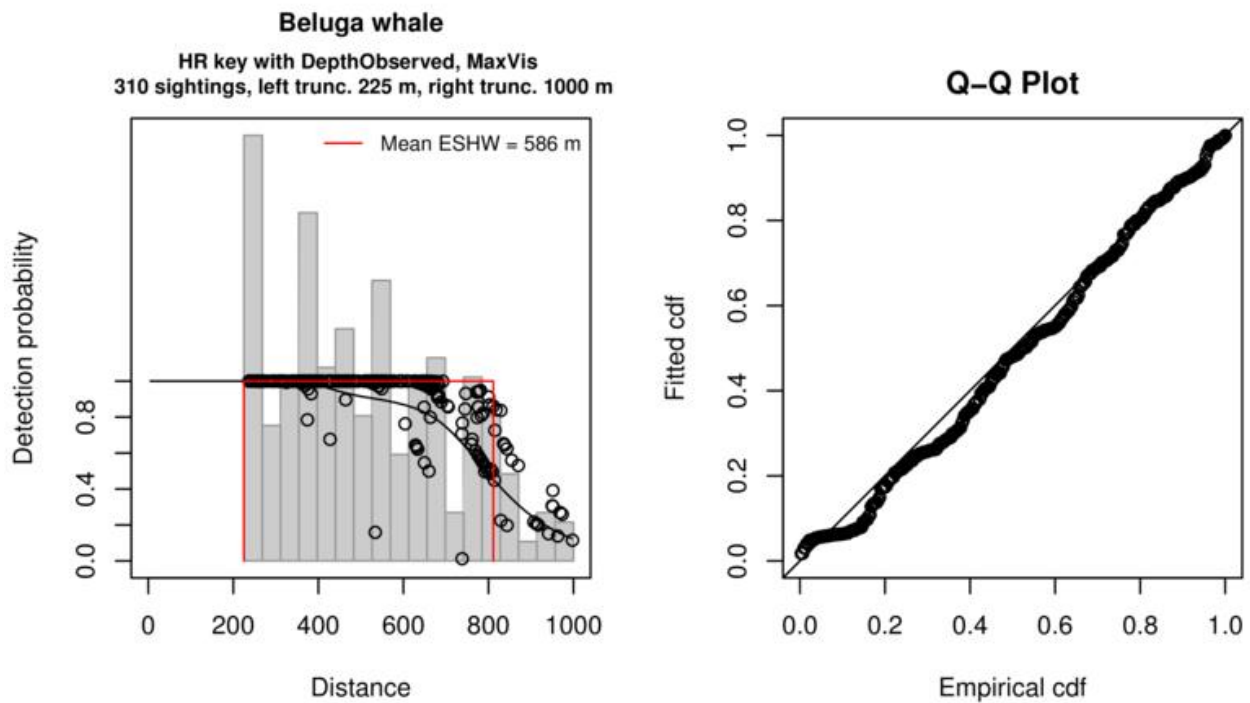 Beluga whale
HR key with DepthObserved, MaxVis
310 sightings, left trunc. 225 m, right trunc. 1000 m
Mean ESHW = 586 m
Detection probability
0.8
0.4
0.0
0 200 400 600 800 1000
Distance
Q−Q Plot
Fitted cdf
1.0
0.8
0.6
0.4
0.2
0.0
0.0 0.2 0.4 0.6 0.8 1.0
Empirical cdf